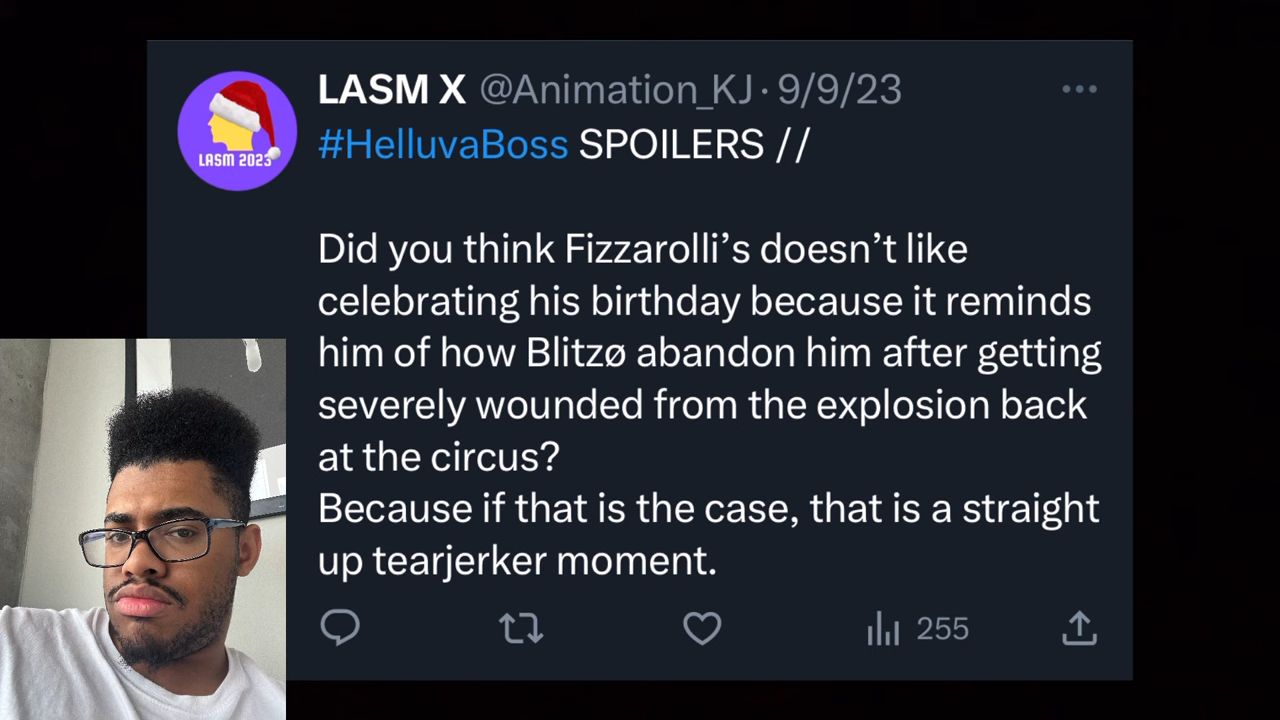 LASM X @Animation_KJ · 9/9/23
LASM 2023
#HelluvaBoss SPOILERS //
Did you think Fizzarolli’s doesn’t like
celebrating his birthday because it reminds
him of how Blitzø abandon him after getting
severely wounded from the explosion back
at the circus?
Because if that is the case, that is a straight
up tearjerker moment.
255